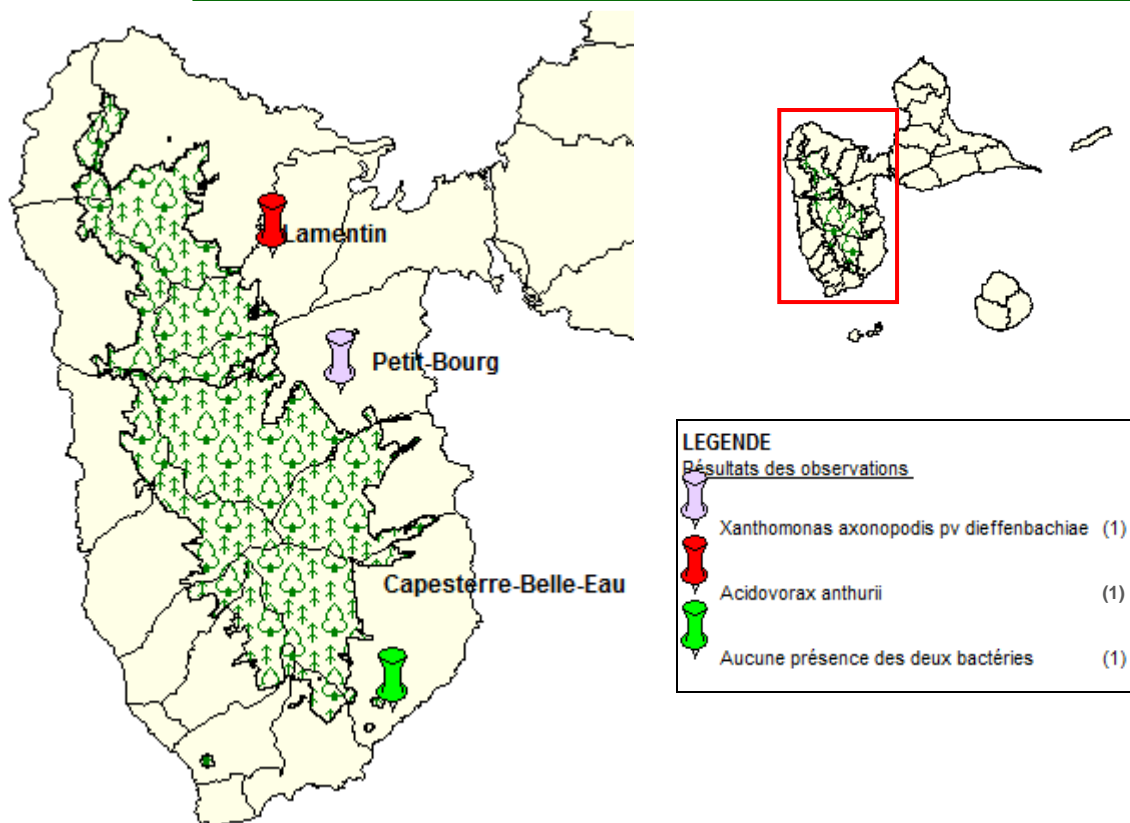 Lamentin
Petit-Bourg
Capesterre-Belle-Eau
LEGENDE
Résultats des observations
Xanthomonas axonopodis pv dieffenbachiae (1)
Acidovorax anthurii (1)
Aucune présence des deux bactéries (1)